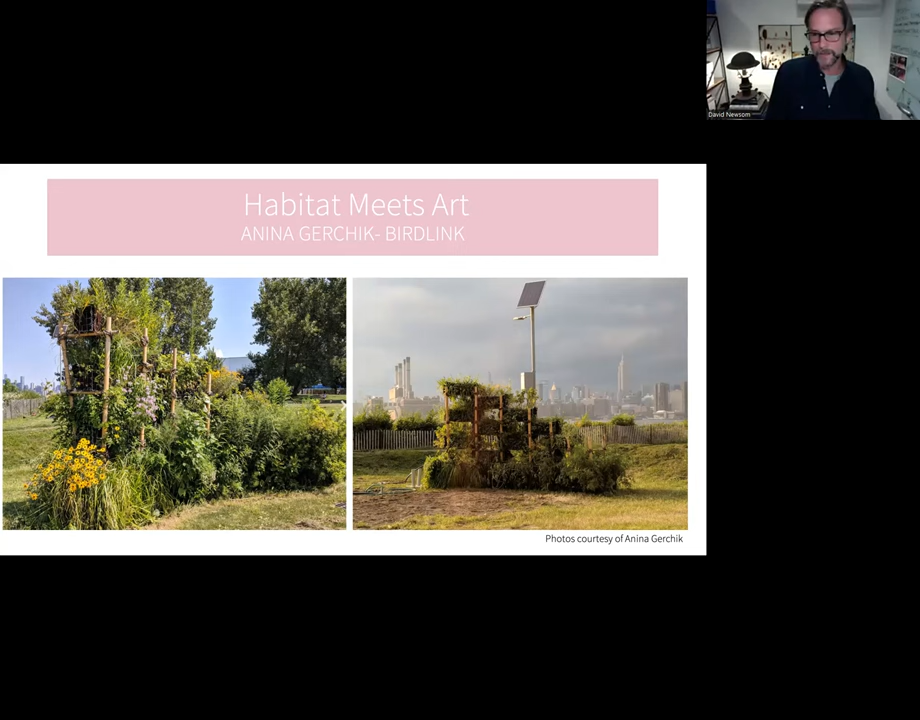 David Newsom
Habitat Meets Art
ANINA GERCHIK- BIRDLINK
Photos courtesy of Anina Gerchik